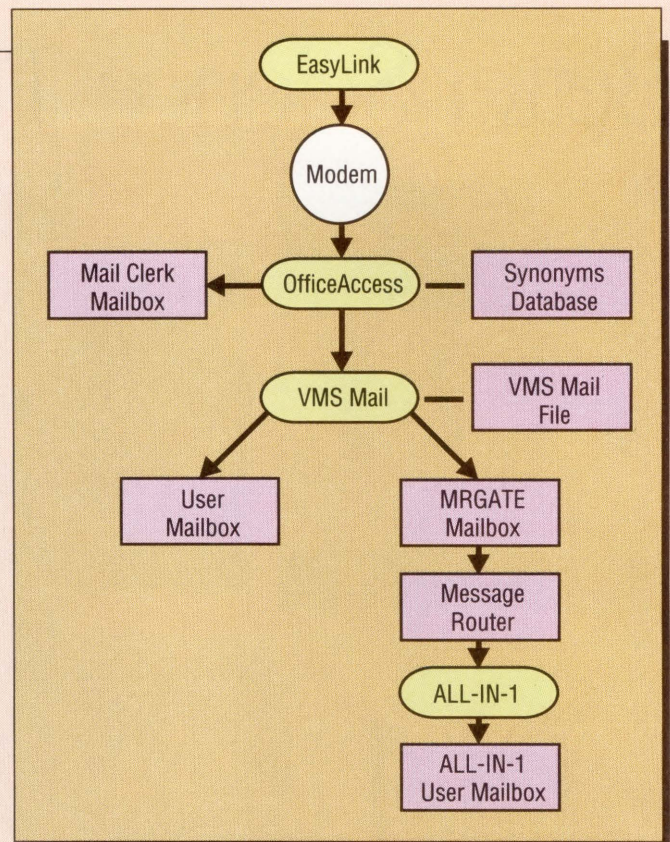 EasyLink
Modem
Mail Clerk
Mailbox
OfficeAccess
Synonyms
Database
VMS Mail
VMS Mail
File
User
Mailbox
MRGATE
Mailbox
Message
Router
ALL-IN-1
ALL-IN-1
User Mailbox